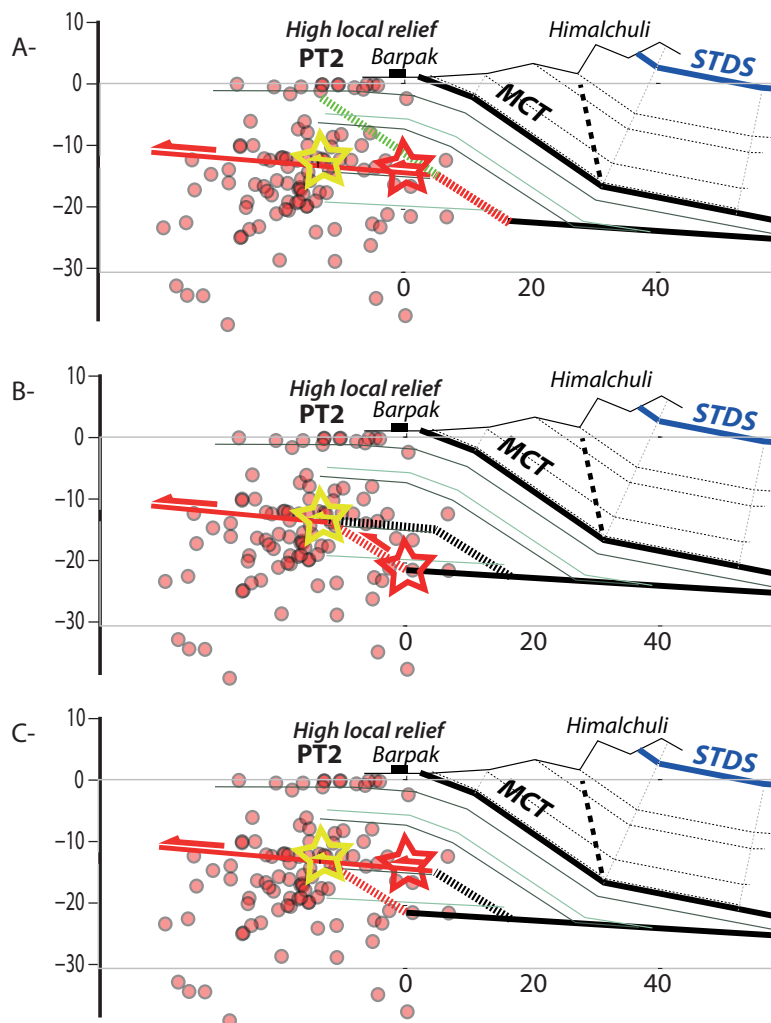 A-
High local relief
PT2
Barpak
Himalchuli
STDS
MCT
10
0
−10
−20
−30
0
20
40
B-
High local relief
PT2
Barpak
Himalchuli
STDS
MCT
10
0
−10
−20
−30
0
20
40
C-
High local relief
PT2
Barpak
Himalchuli
STDS
MCT
10
0
−10
−20
−30
0
20
40